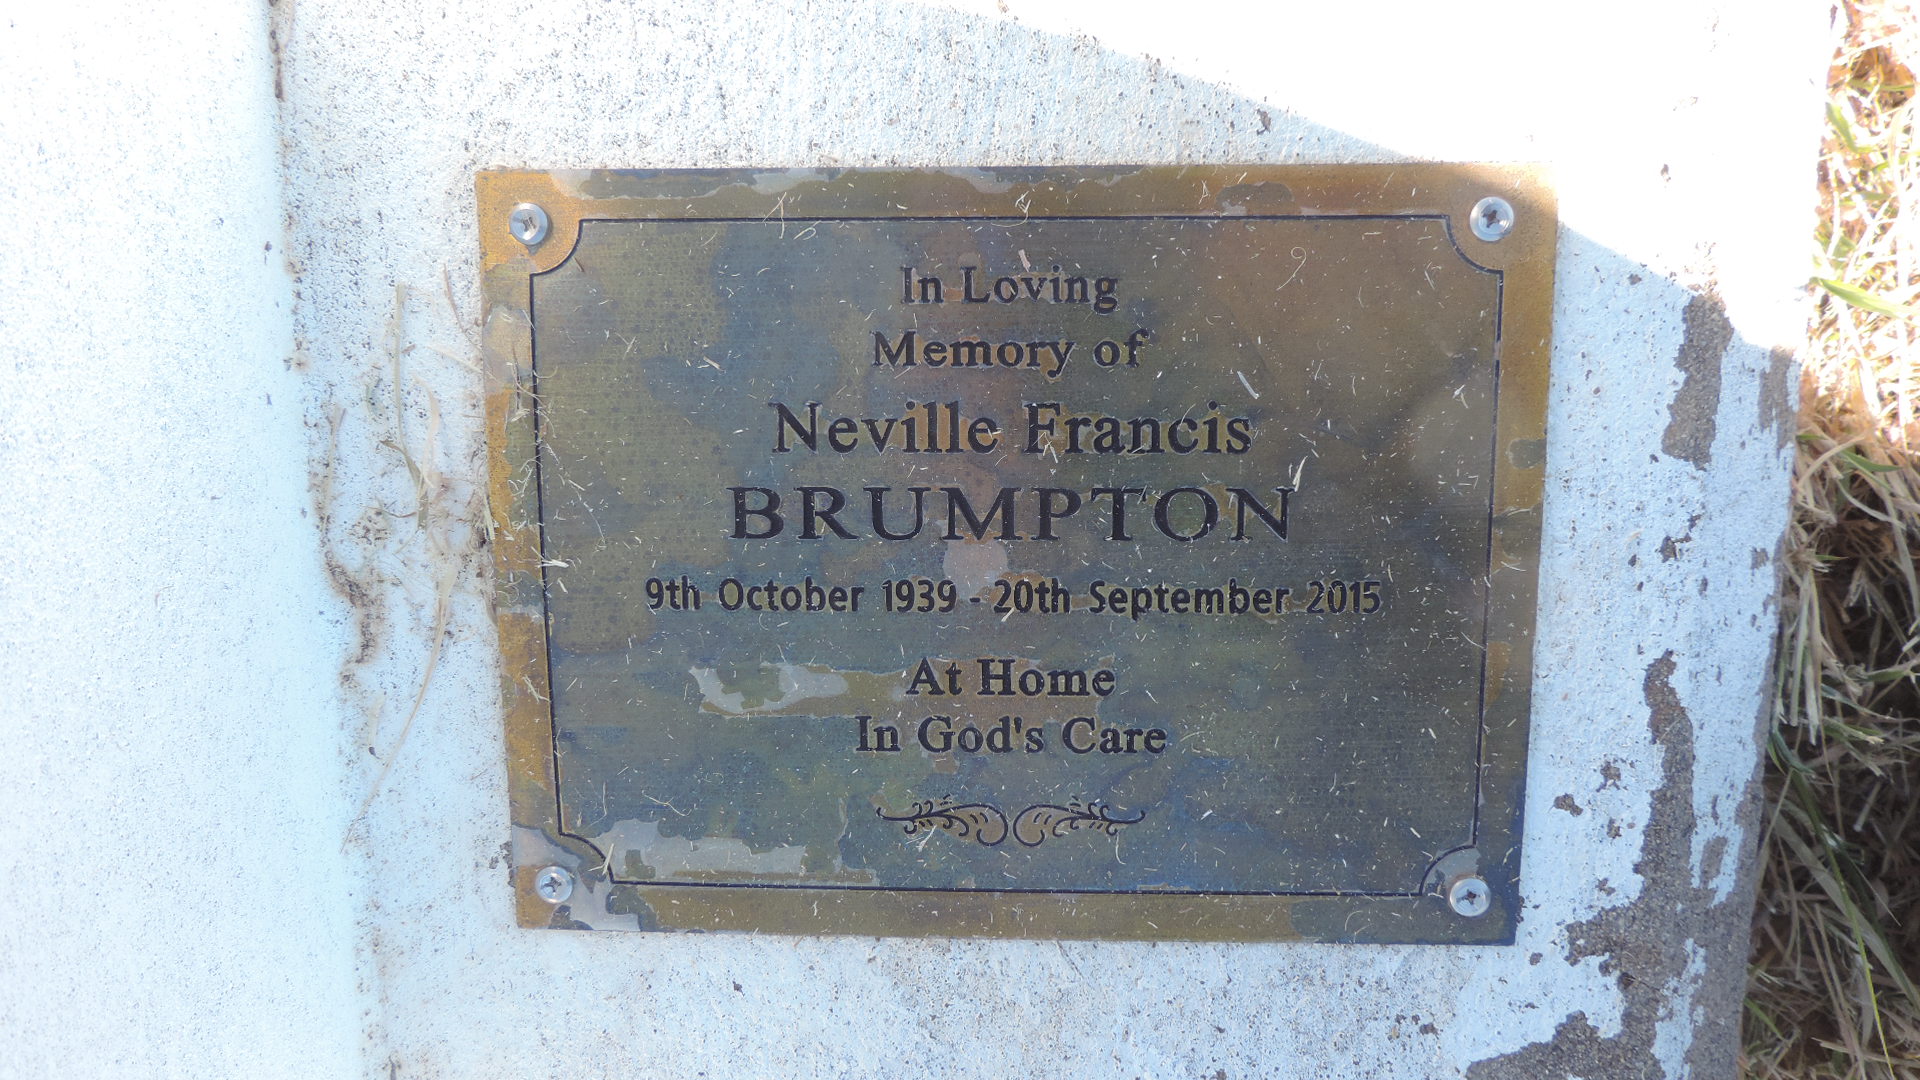 In Loving
Memory of
Neville Francis
BRUMPTON
9th October 1939 - 20th September 2015
At Home
In God's Care